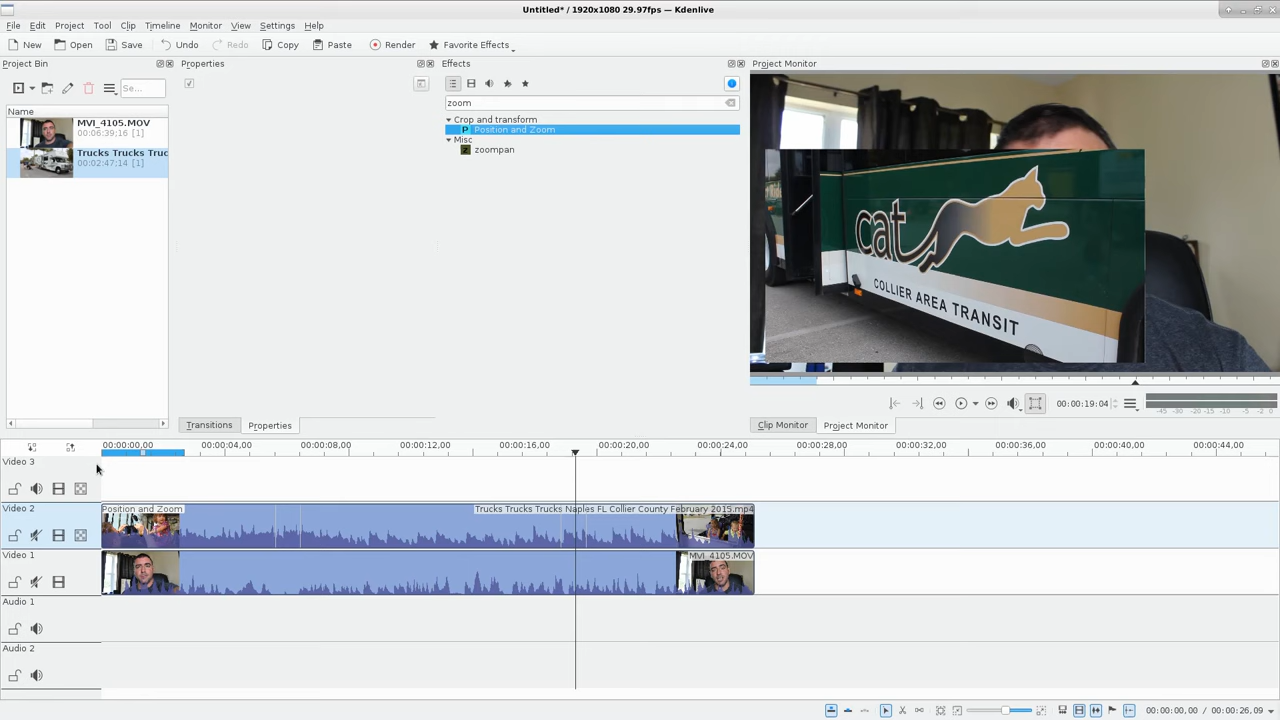 Untitled* / 1920x1080 29.97fps — Kdenlive
File Edit Project Tool Clip Timeline Monitor View Settings Help
New Open Save Undo Redo Copy Paste Render Favorite Effects
Project Bin
Properties
Effects
Project Monitor
Se...
zoom
Name
Crop and transform
MVI_4105.MOV
00:06:39;16 [1]
P Position and Zoom
Misc
Trucks Trucks Truc
00:02:47;14 [1]
z zoompan
cat
COLLIER AREA TRANSIT
00:00:19:04
-45 -30 -20 -15 -10 -5 -2 0
Transitions
Properties
Clip Monitor
Project Monitor
00:00:00,00 00:00:04,00 00:00:08,00 00:00:12,00 00:00:16,00 00:00:20,00 00:00:24,00 00:00:28,00 00:00:32,00 00:00:36,00 00:00:40,00 00:00:44,00
Video 3
Video 2
Position and Zoom
Trucks Trucks Trucks Naples FL Collier County February 2015.mp4
Video 1
MVI_4105.MOV
Audio 1
Audio 2
00:00:00,00 / 00:00:26,09